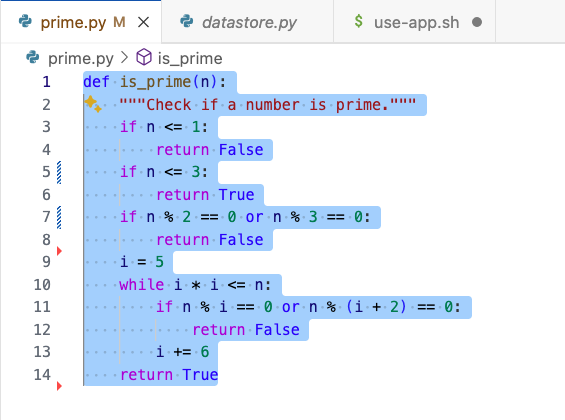 prime.py M
datastore.py
$ use-app.sh
prime.py > is_prime
1 def is_prime(n):
2     """Check if a number is prime."""
3     if n <= 1:
4         return False
5     if n <= 3:
6         return True
7     if n % 2 == 0 or n % 3 == 0:
8         return False
9     i = 5
10     while i * i <= n:
11         if n % i == 0 or n % (i + 2) == 0:
12             return False
13         i += 6
14     return True